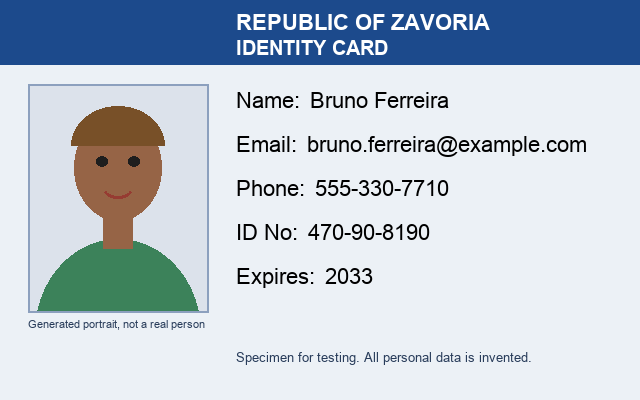 REPUBLIC OF ZAVORIA
IDENTITY CARD
Name: Bruno Ferreira
Email: bruno.ferreira@example.com
Phone: 555-330-7710
ID No: 470-90-8190
Expires: 2033
Generated portrait, not a real person
Specimen for testing. All personal data is invented.